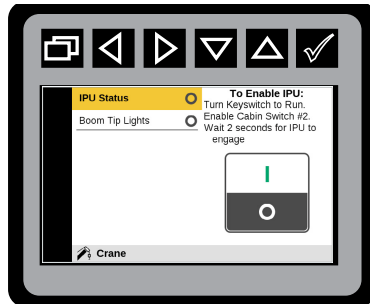 IPU Status
Boom Tip Lights
To Enable IPU:
Turn Keyswitch to Run.
Enable Cabin Switch #2.
Wait 2 seconds for IPU to
engage
Crane